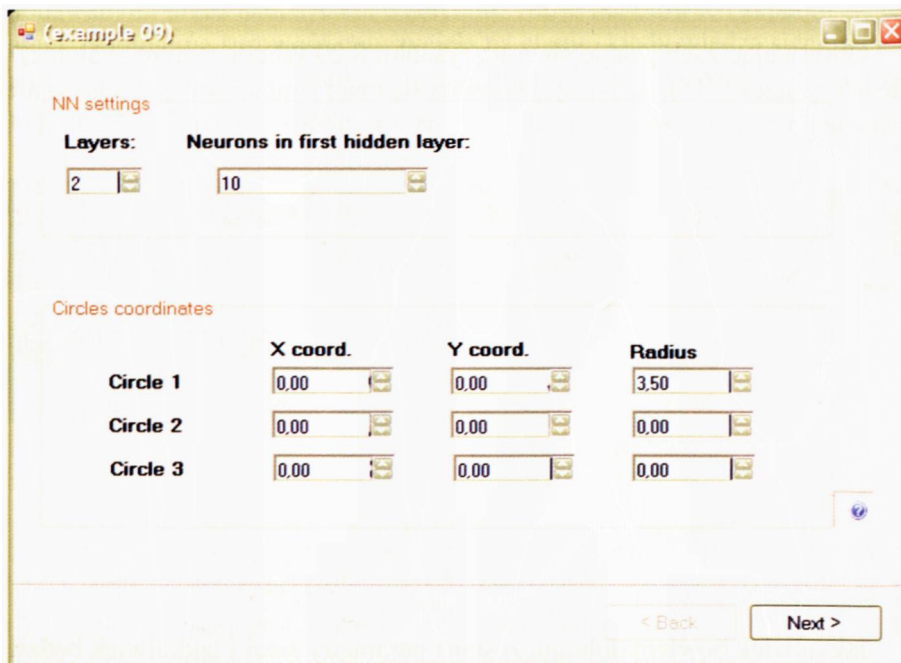 (example 09)
NN settings
Layers: Neurons in first hidden layer:
2 10
Circles coordinates
X coord. Y coord. Radius
Circle 1 0,00 0,00 3,50
Circle 2 0,00 0,00 0,00
Circle 3 0,00 0,00 0,00
< Back Next >